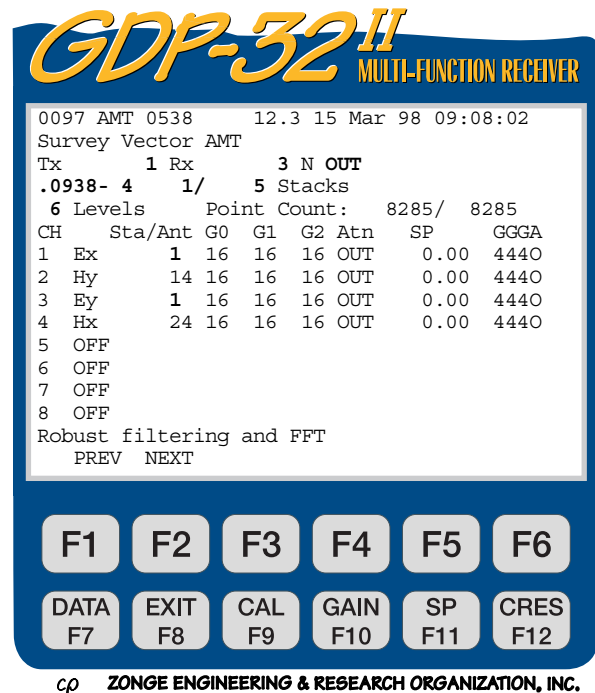 GDP-32 II
MULTI-FUNCTION RECEIVER
0097 AMT 0538 12.3 15 Mar 98 09:08:02
Survey Vector AMT
Tx 1 Rx 3 N OUT
.0938- 4 1/ 5 Stacks
6 Levels Point Count: 8285/ 8285
CH Sta/Ant G0 G1 G2 Atn SP GGGA
1 Ex 1 16 16 16 OUT 0.00 444O
2 Hy 14 16 16 16 OUT 0.00 444O
3 Ey 1 16 16 16 OUT 0.00 444O
4 Hx 24 16 16 16 OUT 0.00 444O
5 OFF
6 OFF
7 OFF
8 OFF
Robust filtering and FFT
PREV NEXT
F1 F2 F3 F4 F5 F6
DATA EXIT CAL GAIN SP CRES
F7 F8 F9 F10 F11 F12
ZONGE ENGINEERING & RESEARCH ORGANIZATION, INC.